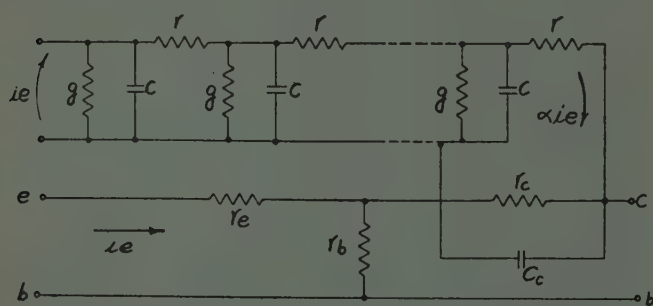 r r r
ie g C g C g C αie
e re rc C
ie rb Cc
b b